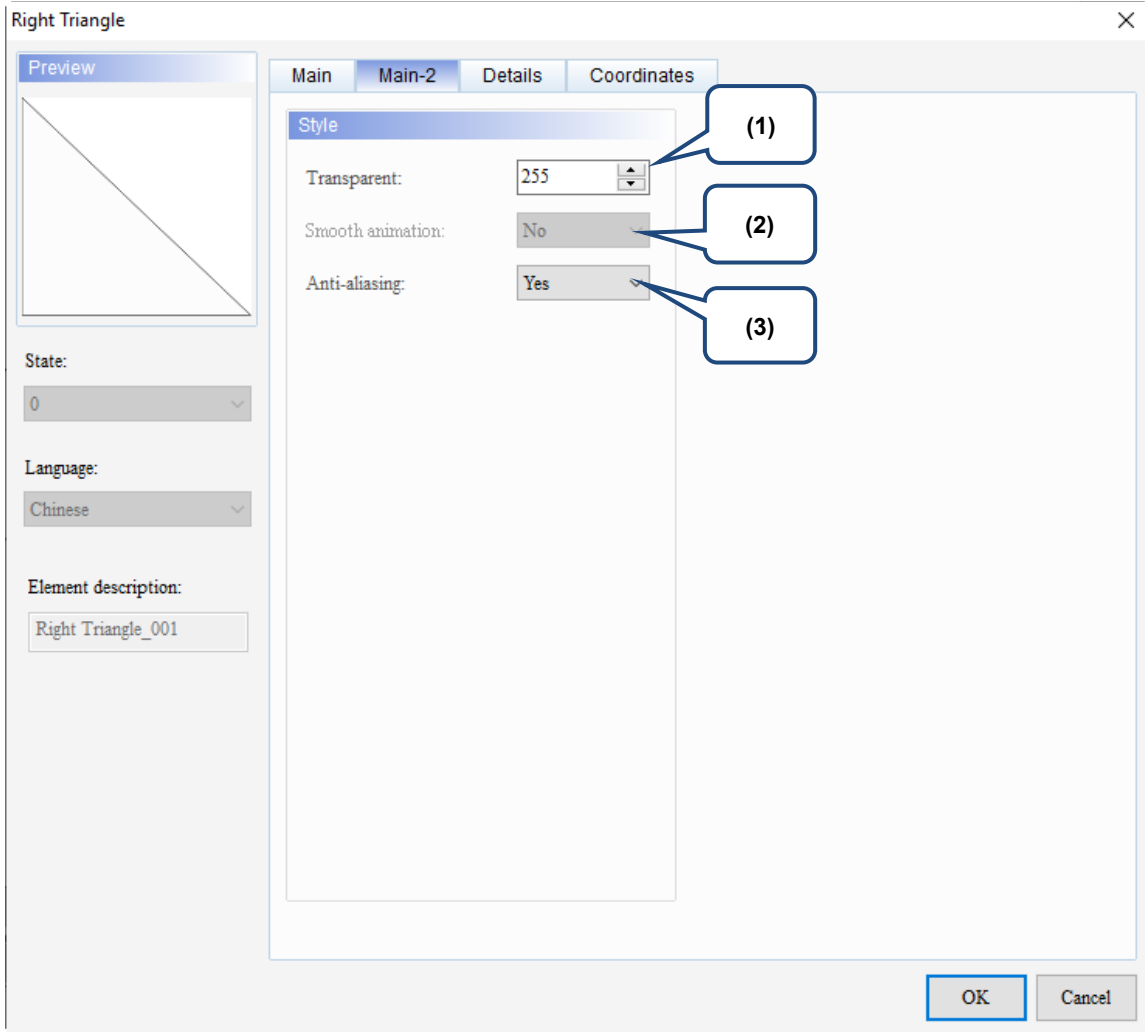 Right Triangle
Preview
Main Main-2 Details Coordinates
Style
(1)
Transparent: 255
Smooth animation: No
(2)
Anti-aliasing: Yes
(3)
State:
0
Language:
Chinese
Element description:
Right Triangle_001
OK Cancel